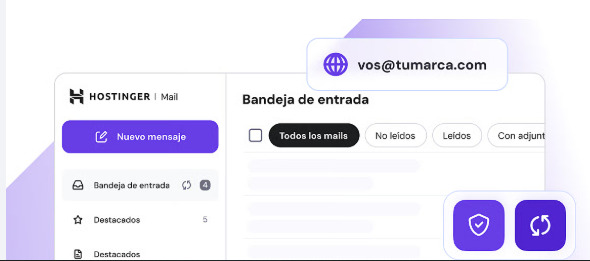 vos@tumarca.com
HOSTINGER | Mail
Nuevo mensaje
Bandeja de entrada 4
Destacados 5
Destacados
Bandeja de entrada
Todos los mails No leídos Leídos Con adjunt